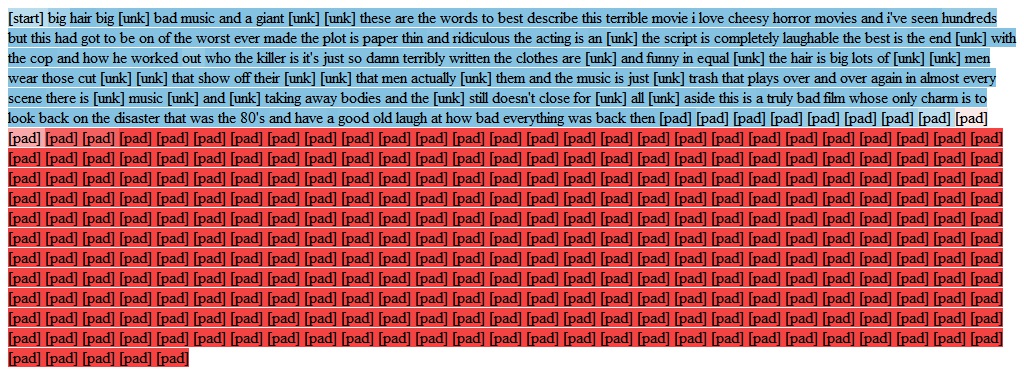 [start] big hair big [unk] bad music and a giant [unk] [unk] these are the words to best describe this terrible movie i love cheesy horror movies and i've seen hundreds
but this had got to be on of the worst ever made the plot is paper thin and ridiculous the acting is an [unk] the script is completely laughable the best is the end [unk] with
the cop and how he worked out who the killer is it's just so damn terribly written the clothes are [unk] and funny in equal [unk] the hair is big lots of [unk] [unk] men
wear those cut [unk] [unk] that show off their [unk] [unk] that men actually [unk] them and the music is just [unk] trash that plays over and over again in almost every
scene there is [unk] music [unk] and [unk] taking away bodies and the [unk] still doesn't close for [unk] all [unk] aside this is a truly bad film whose only charm is to
look back on the disaster that was the 80's and have a good old laugh at how bad everything was back then [pad] [pad] [pad] [pad] [pad] [pad] [pad] [pad] [pad]
[pad] [pad] [pad] [pad] [pad] [pad] [pad] [pad] [pad] [pad] [pad] [pad] [pad] [pad] [pad] [pad] [pad] [pad] [pad] [pad] [pad] [pad] [pad] [pad] [pad] [pad] [pad]
[pad] [pad] [pad] [pad] [pad] [pad] [pad] [pad] [pad] [pad] [pad] [pad] [pad] [pad] [pad] [pad] [pad] [pad] [pad] [pad] [pad] [pad] [pad] [pad] [pad] [pad] [pad]
[pad] [pad] [pad] [pad] [pad] [pad] [pad] [pad] [pad] [pad] [pad] [pad] [pad] [pad] [pad] [pad] [pad] [pad] [pad] [pad] [pad] [pad] [pad] [pad] [pad] [pad] [pad]
[pad] [pad] [pad] [pad] [pad] [pad] [pad] [pad] [pad] [pad] [pad] [pad] [pad] [pad] [pad] [pad] [pad] [pad] [pad] [pad] [pad] [pad] [pad] [pad] [pad] [pad] [pad]
[pad] [pad] [pad] [pad] [pad] [pad] [pad] [pad] [pad] [pad] [pad] [pad] [pad] [pad] [pad] [pad] [pad] [pad] [pad] [pad] [pad] [pad] [pad] [pad] [pad] [pad] [pad]
[pad] [pad] [pad] [pad] [pad] [pad] [pad] [pad] [pad] [pad] [pad] [pad] [pad] [pad] [pad] [pad] [pad] [pad] [pad] [pad] [pad] [pad] [pad] [pad] [pad] [pad] [pad]
[pad] [pad] [pad] [pad] [pad] [pad] [pad] [pad] [pad] [pad] [pad] [pad] [pad] [pad] [pad] [pad] [pad] [pad] [pad] [pad] [pad] [pad] [pad] [pad] [pad] [pad] [pad]
[pad] [pad] [pad] [pad] [pad] [pad] [pad] [pad] [pad] [pad] [pad] [pad] [pad] [pad] [pad] [pad] [pad] [pad] [pad] [pad] [pad] [pad] [pad] [pad] [pad] [pad] [pad]
[pad] [pad] [pad] [pad] [pad] [pad] [pad] [pad] [pad] [pad] [pad] [pad] [pad] [pad] [pad] [pad] [pad] [pad] [pad] [pad] [pad] [pad] [pad] [pad] [pad] [pad] [pad]
[pad] [pad] [pad] [pad] [pad] [pad] [pad] [pad] [pad] [pad] [pad] [pad] [pad] [pad] [pad] [pad] [pad] [pad] [pad] [pad] [pad] [pad] [pad] [pad] [pad] [pad] [pad]
[pad] [pad] [pad] [pad] [pad] [pad] [pad] [pad] [pad] [pad] [pad] [pad] [pad] [pad] [pad] [pad] [pad] [pad] [pad] [pad] [pad] [pad] [pad] [pad] [pad] [pad] [pad]
[pad] [pad] [pad] [pad] [pad]